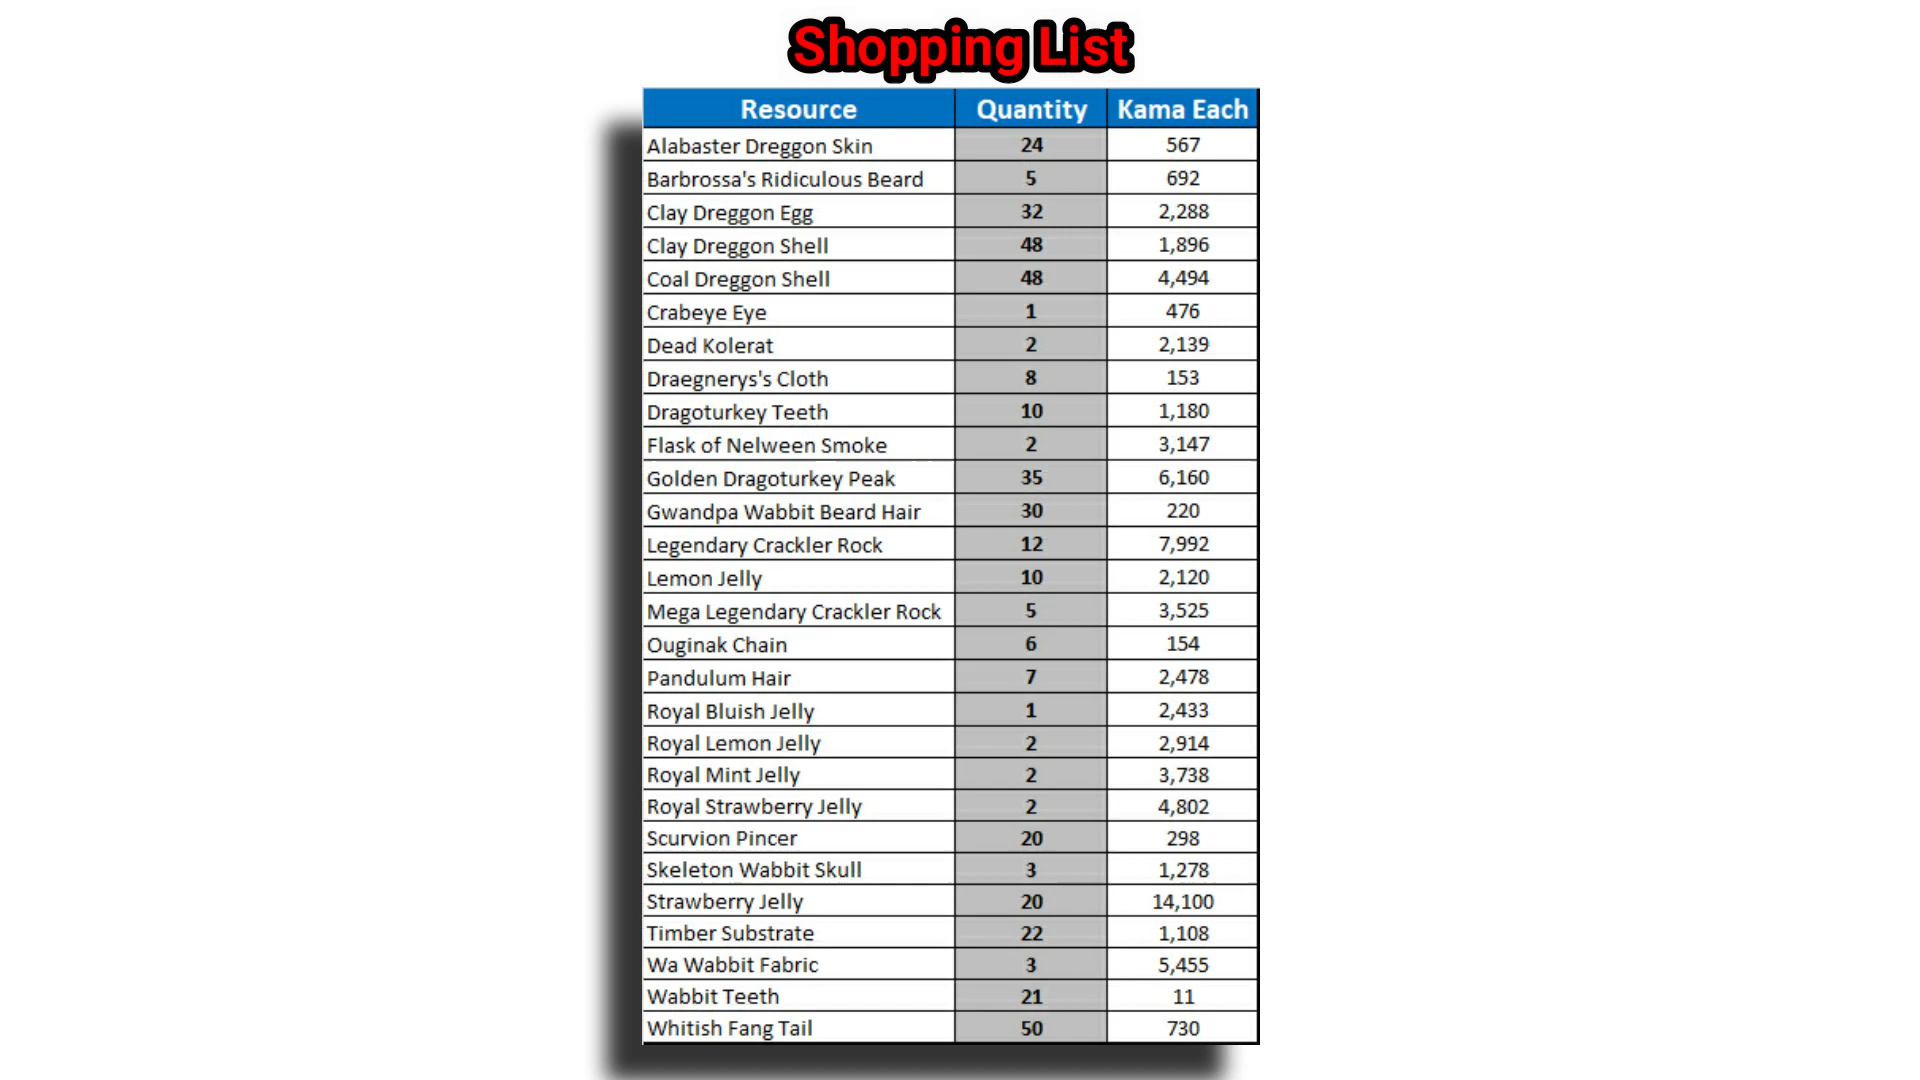 Shopping List
Resource Quantity Kama Each
Alabaster Dreggon Skin 24 567
Barbrossa's Ridiculous Beard 5 692
Clay Dreggon Egg 32 2,288
Clay Dreggon Shell 48 1,896
Coal Dreggon Shell 48 4,494
Crabeye Eye 1 476
Dead Kolerat 2 2,139
Draegnerys's Cloth 8 153
Dragoturkey Teeth 10 1,180
Flask of Nelween Smoke 2 3,147
Golden Dragoturkey Peak 35 6,160
Gwandpa Wabbit Beard Hair 30 220
Legendary Crackler Rock 12 7,992
Lemon Jelly 10 2,120
Mega Legendary Crackler Rock 5 3,525
Ouginak Chain 6 154
Pandulum Hair 7 2,478
Royal Bluish Jelly 1 2,433
Royal Lemon Jelly 2 2,914
Royal Mint Jelly 2 3,738
Royal Strawberry Jelly 2 4,802
Scurvion Pincer 20 298
Skeleton Wabbit Skull 3 1,278
Strawberry Jelly 20 14,100
Timber Substrate 22 1,108
Wa Wabbit Fabric 3 5,455
Wabbit Teeth 21 11
Whitish Fang Tail 50 730